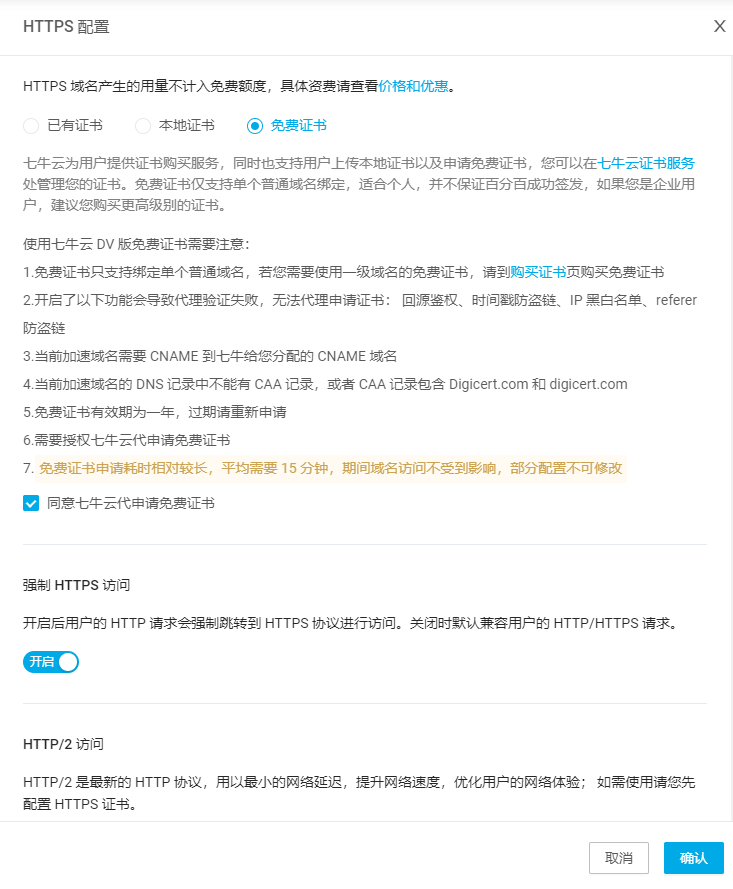 HTTPS 配置
X
HTTPS 域名产生的用量不计入免费额度，具体资费请查看价格和优惠。
已有证书 本地证书 免费证书
七牛云为用户提供证书购买服务，同时也支持用户上传本地证书以及申请免费证书，您可以在七牛云证书服务
处管理您的证书。免费证书仅支持单个普通域名绑定，适合个人，并不保证百分百成功签发，如果您是企业用
户，建议您购买更高级别的证书。
使用七牛云 DV 版免费证书需要注意：
1.免费证书只支持绑定单个普通域名，若您需要使用一级域名的免费证书，请到购买证书页购买免费证书
2.开启了以下功能会导致代理验证失败，无法代理申请证书： 回源鉴权、时间戳防盗链、IP 黑白名单、referer
防盗链
3.当前加速域名需要 CNAME 到七牛给您分配的 CNAME 域名
4.当前加速域名的 DNS 记录中不能有 CAA 记录，或者 CAA 记录包含 Digicert.com 和 digicert.com
5.免费证书有效期为一年，过期请重新申请
6.需要授权七牛云代申请免费证书
7. 免费证书申请耗时相对较长，平均需要 15 分钟，期间域名访问不受到影响，部分配置不可修改
同意七牛云代申请免费证书
强制 HTTPS 访问
开启后用户的 HTTP 请求会强制跳转到 HTTPS 协议进行访问。关闭时默认兼容用户的 HTTP/HTTPS 请求。
开启
HTTP/2 访问
HTTP/2 是最新的 HTTP 协议，用以最小的网络延迟，提升网络速度，优化用户的网络体验； 如需使用请您先
配置 HTTPS 证书。
取消 确认